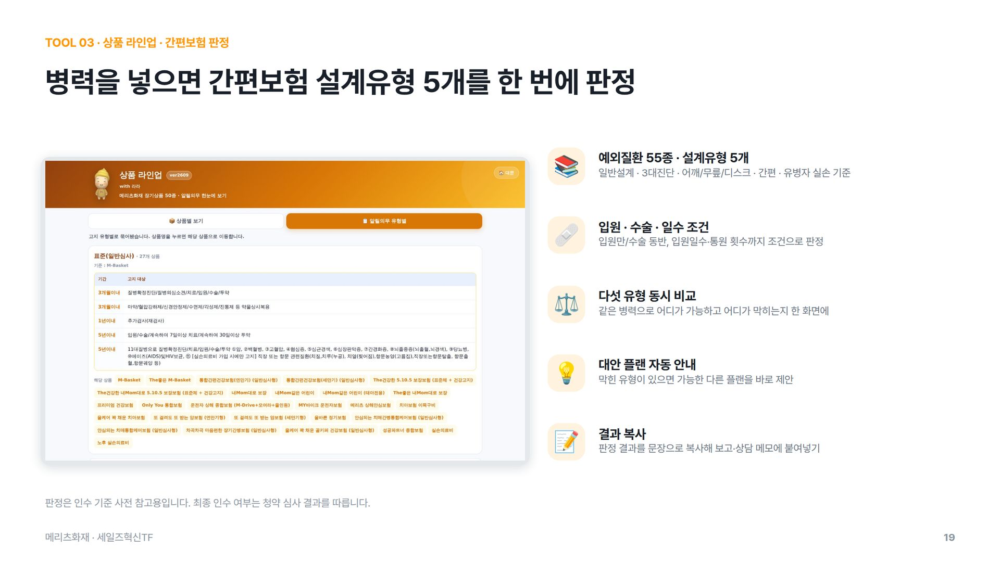 TOOL 03 · 상품 라인업 · 간편보험 판정
병력을 넣으면 간편보험 설계유형 5개를 한 번에 판정
상품 라인업 ver2609
with 라라
메리츠화재 장기상품 50종 · 알릴의무 한눈에 보기
대문
상품별 보기
알릴의무 유형별
고지 유형별로 묶어봤습니다. 상품명을 누르면 해당 상품으로 이동합니다.
표준(일반심사) · 27개 상품
기준 : M-Basket
기간 고지 대상
3개월이내 질병확정진단/질병의심소견/치료/입원/수술/투약
3개월이내 마약/혈압강하제/신경안정제/수면제/각성제/진통제 등 약물상시복용
1년이내 추가검사(재검사)
5년이내 입원/수술/계속하여 7일이상 치료/계속하여 30일이상 투약
5년이내 11대질병으로 질병확정진단/치료/입원/수술/투약 ①암, ②백혈병, ③고혈압, ④협심증, ⑤심근경색, ⑥심장판막증, ⑦간경화증, ⑧뇌졸중증(뇌출혈,뇌경색), ⑨당뇨병,
⑩에이즈(AIDS)및HIV보균, ⑪ [실손의료비 가입 시에만 고지] 직장 또는 항문 관련질환(치질,치루(누공), 치열(찢어짐),항문농양(고름집),직장또는항문탈출, 항문출
혈,항문궤양 등)
해당 상품 M-Basket The좋은 M-Basket 통합간편건강보험(연만기) (일반심사형) 통합간편건강보험(세만기) (일반심사형) The건강한 5.10.5 보장보험 (표준체 + 건강고지)
The건강한 내Mom대로 5.10.5 보장보험 (표준체 + 건강고지) 내Mom대로 보장 내Mom같은 어린이 내Mom같은 어린이 (태아전용) The좋은 내Mom대로 보장
프리미엄 건강보험 Only You 통합보험 운전자 상해 종합보험 (M-Drive+모여라+올인원) MY바이크 운전자보험 메리츠 상해안심보험 치아보험 이목구비
올케어 꽉 채운 치아보험 또 걸려도 또 받는 암보험 (연만기형) 또 걸려도 또 받는 암보험 (세만기형) 올바른 정기보험 안심되는 치매간병통합케어보험 (일반심사형)
안심되는 치매통합케어보험 (일반심사형) 차곡차곡 마음편한 장기간병보험 (일반심사형) 올케어 꽉 채운 골키퍼 건강보험 (일반심사형) 성공파트너 종합보험 실손의료비
노후 실손의료비
예외질환 55종 · 설계유형 5개
일반설계 · 3대진단 · 어깨/무릎/디스크 · 간편 · 유병자 실손 기준
입원 · 수술 · 일수 조건
입원만/수술 동반, 입원일수·통원 횟수까지 조건으로 판정
다섯 유형 동시 비교
같은 병력으로 어디가 가능하고 어디가 막히는지 한 화면에
대안 플랜 자동 안내
막힌 유형이 있으면 가능한 다른 플랜을 바로 제안
결과 복사
판정 결과를 문장으로 복사해 보고·상담 메모에 붙여넣기
판정은 인수 기준 사전 참고용입니다. 최종 인수 여부는 청약 심사 결과를 따릅니다.
메리츠화재 · 세일즈혁신TF
19